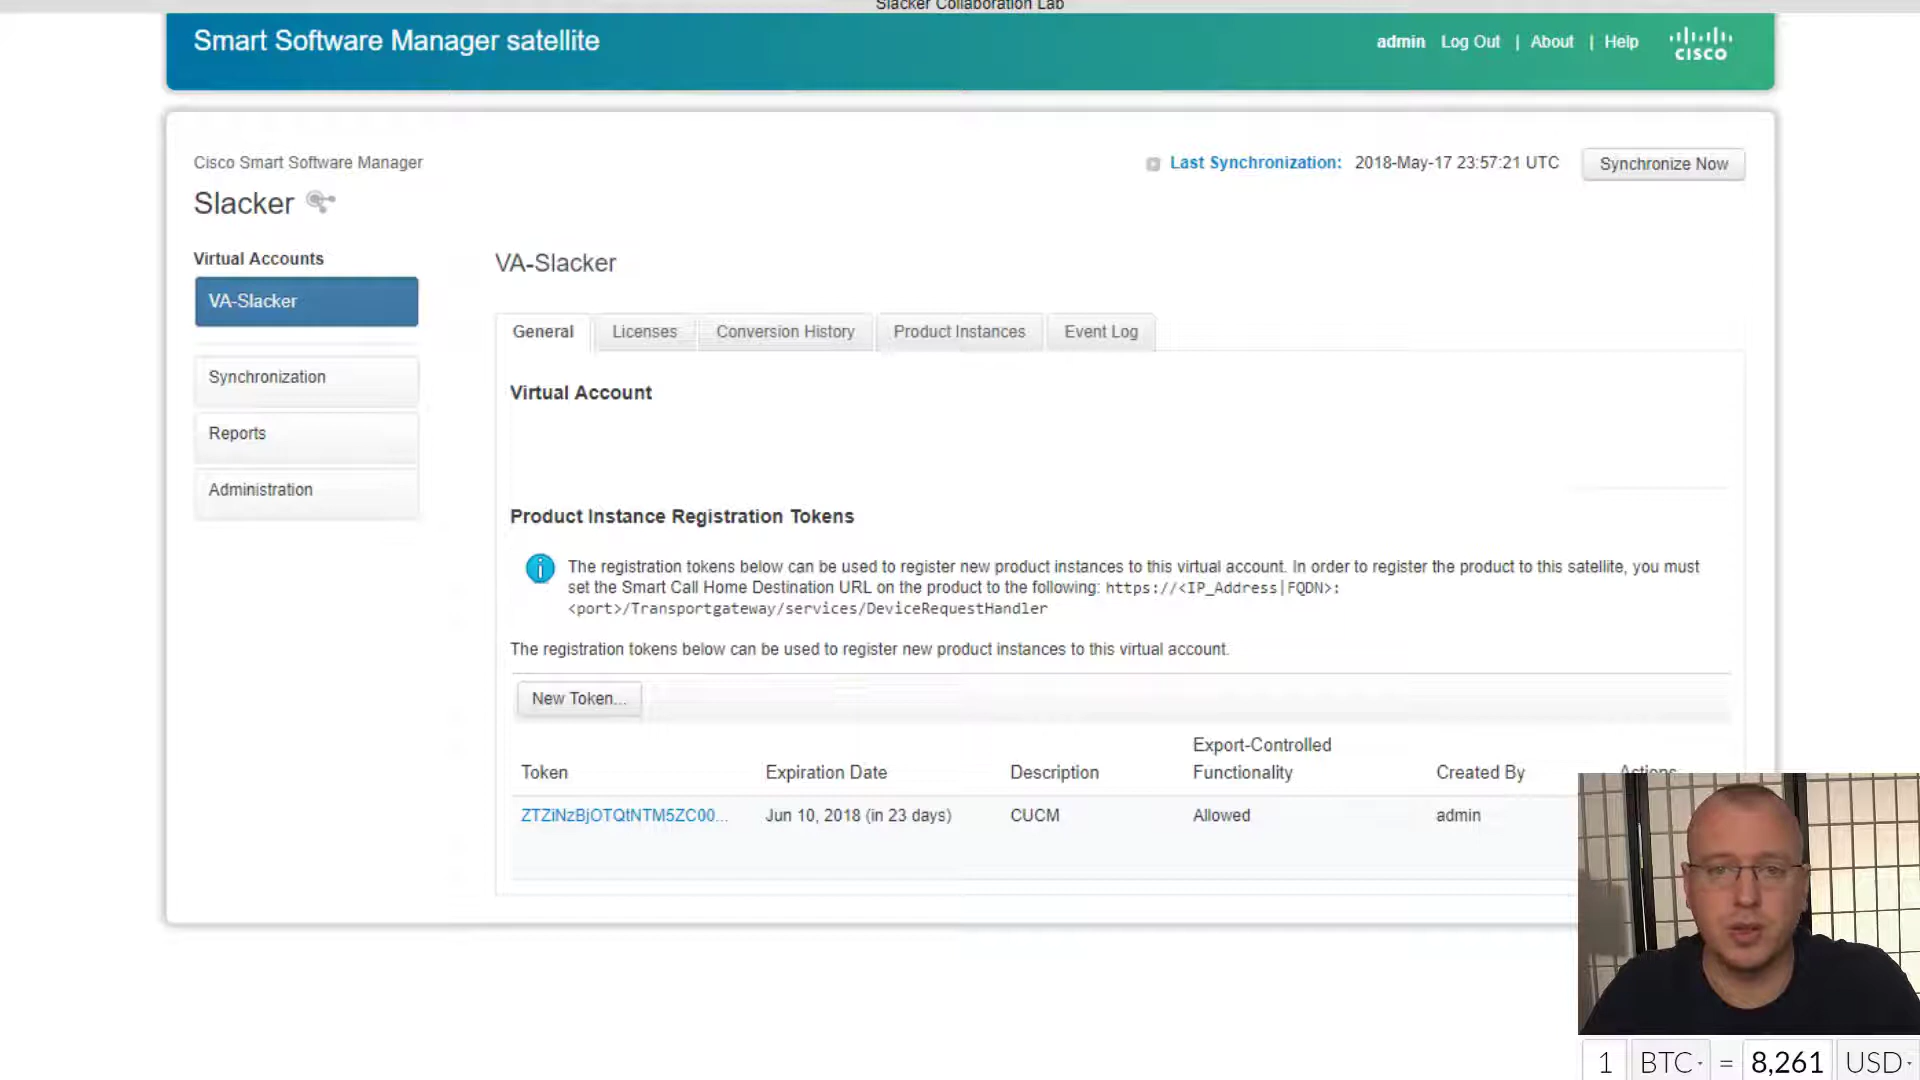 Slacker Collaboration Lab
Smart Software Manager satellite
admin Log Out | About | Help
CISCO
Cisco Smart Software Manager
Last Synchronization: 2018-May-17 23:57:21 UTC
Synchronize Now
Slacker
Virtual Accounts
VA-Slacker
Synchronization
Reports
Administration
VA-Slacker
General
Licenses
Conversion History
Product Instances
Event Log
Virtual Account
Product Instance Registration Tokens
The registration tokens below can be used to register new product instances to this virtual account. In order to register the product to this satellite, you must
set the Smart Call Home Destination URL on the product to the following: https://<IP_Address|FQDN>:
<port>/Transportgateway/services/DeviceRequestHandler
The registration tokens below can be used to register new product instances to this virtual account.
New Token...
Token
Expiration Date
Description
Export-Controlled
Functionality
Created By
Actions
ZTZiNzBjOTQtNTM5ZC00...
Jun 10, 2018 (in 23 days)
CUCM
Allowed
admin
1 BTC = 8,261 USD